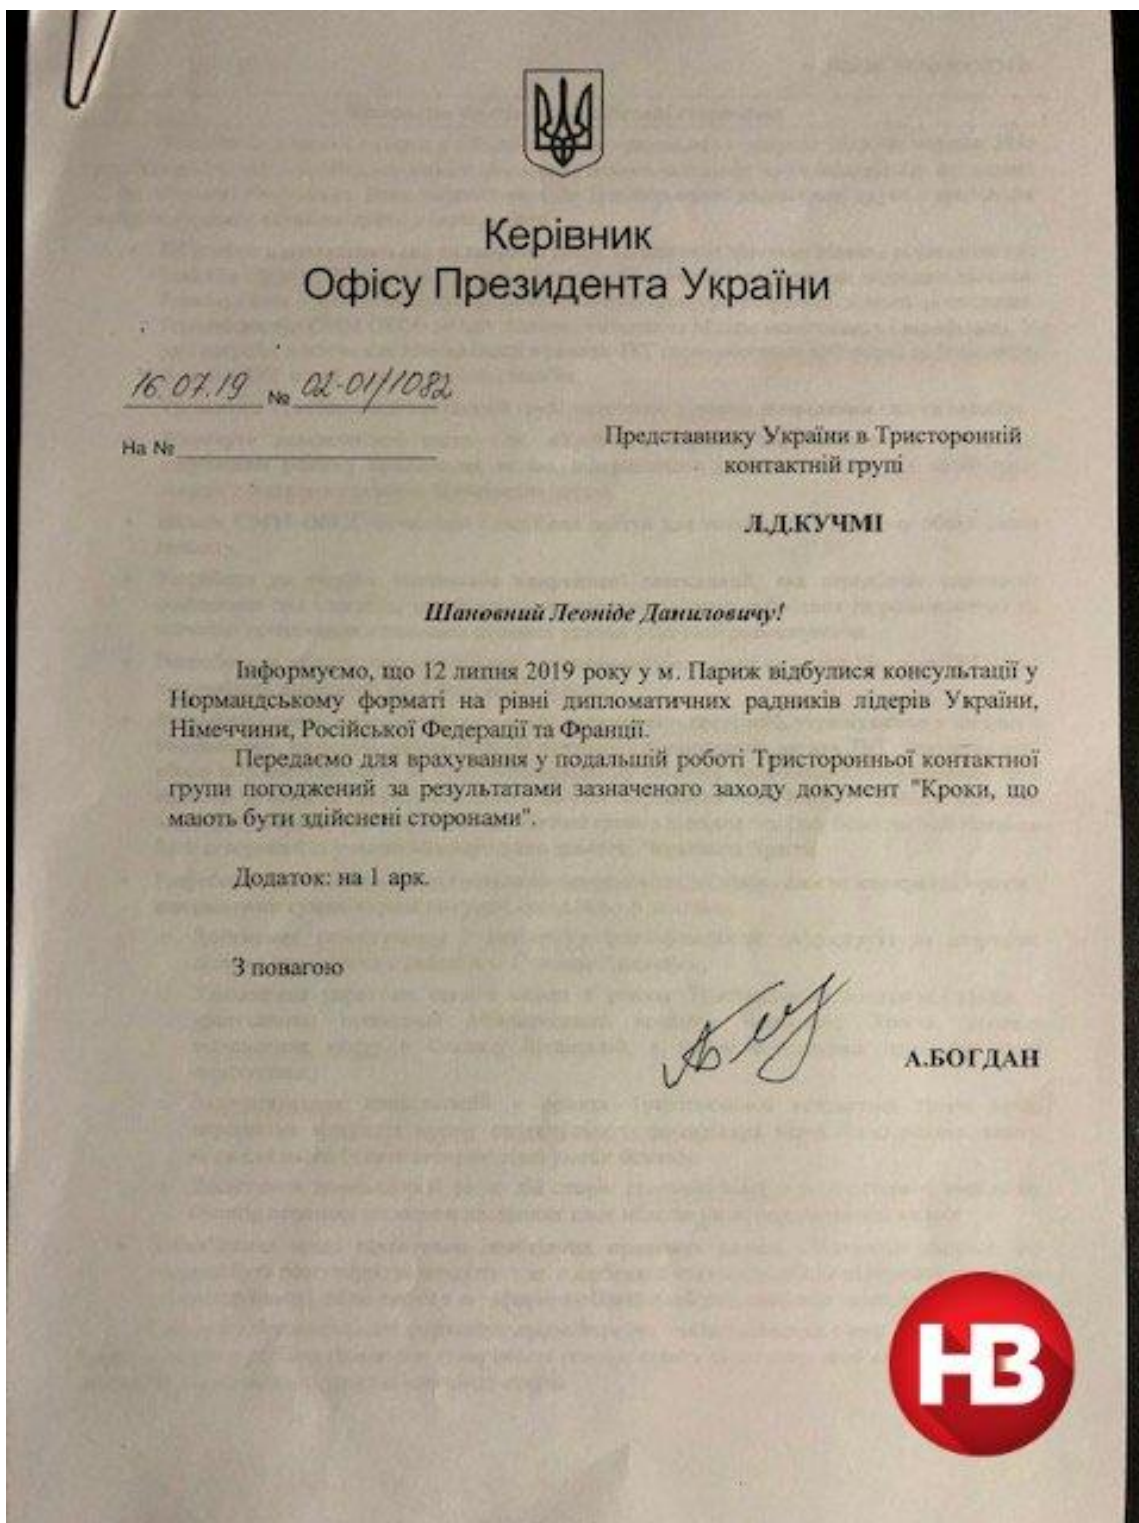 Керівник
Офісу Президента України
16.07.19 № 02-01/1082
На №
Представнику України в Тристоронній
контактній групі
Л.Д.КУЧМІ
Шановний Леоніде Даниловичу!
Інформуємо, що 12 липня 2019 року у м. Париж відбулися консультації у
Нормандському форматі на рівні дипломатичних радників лідерів України,
Німеччини, Російської Федерації та Франції.
Передаємо для врахування у подальшій роботі Тристоронньої контактної
групи погоджений за результатами зазначеного заходу документ "Кроки, що
мають бути здійснені сторонами".
Додаток: на 1 арк.
З повагою
А.БОГДАН
НВ